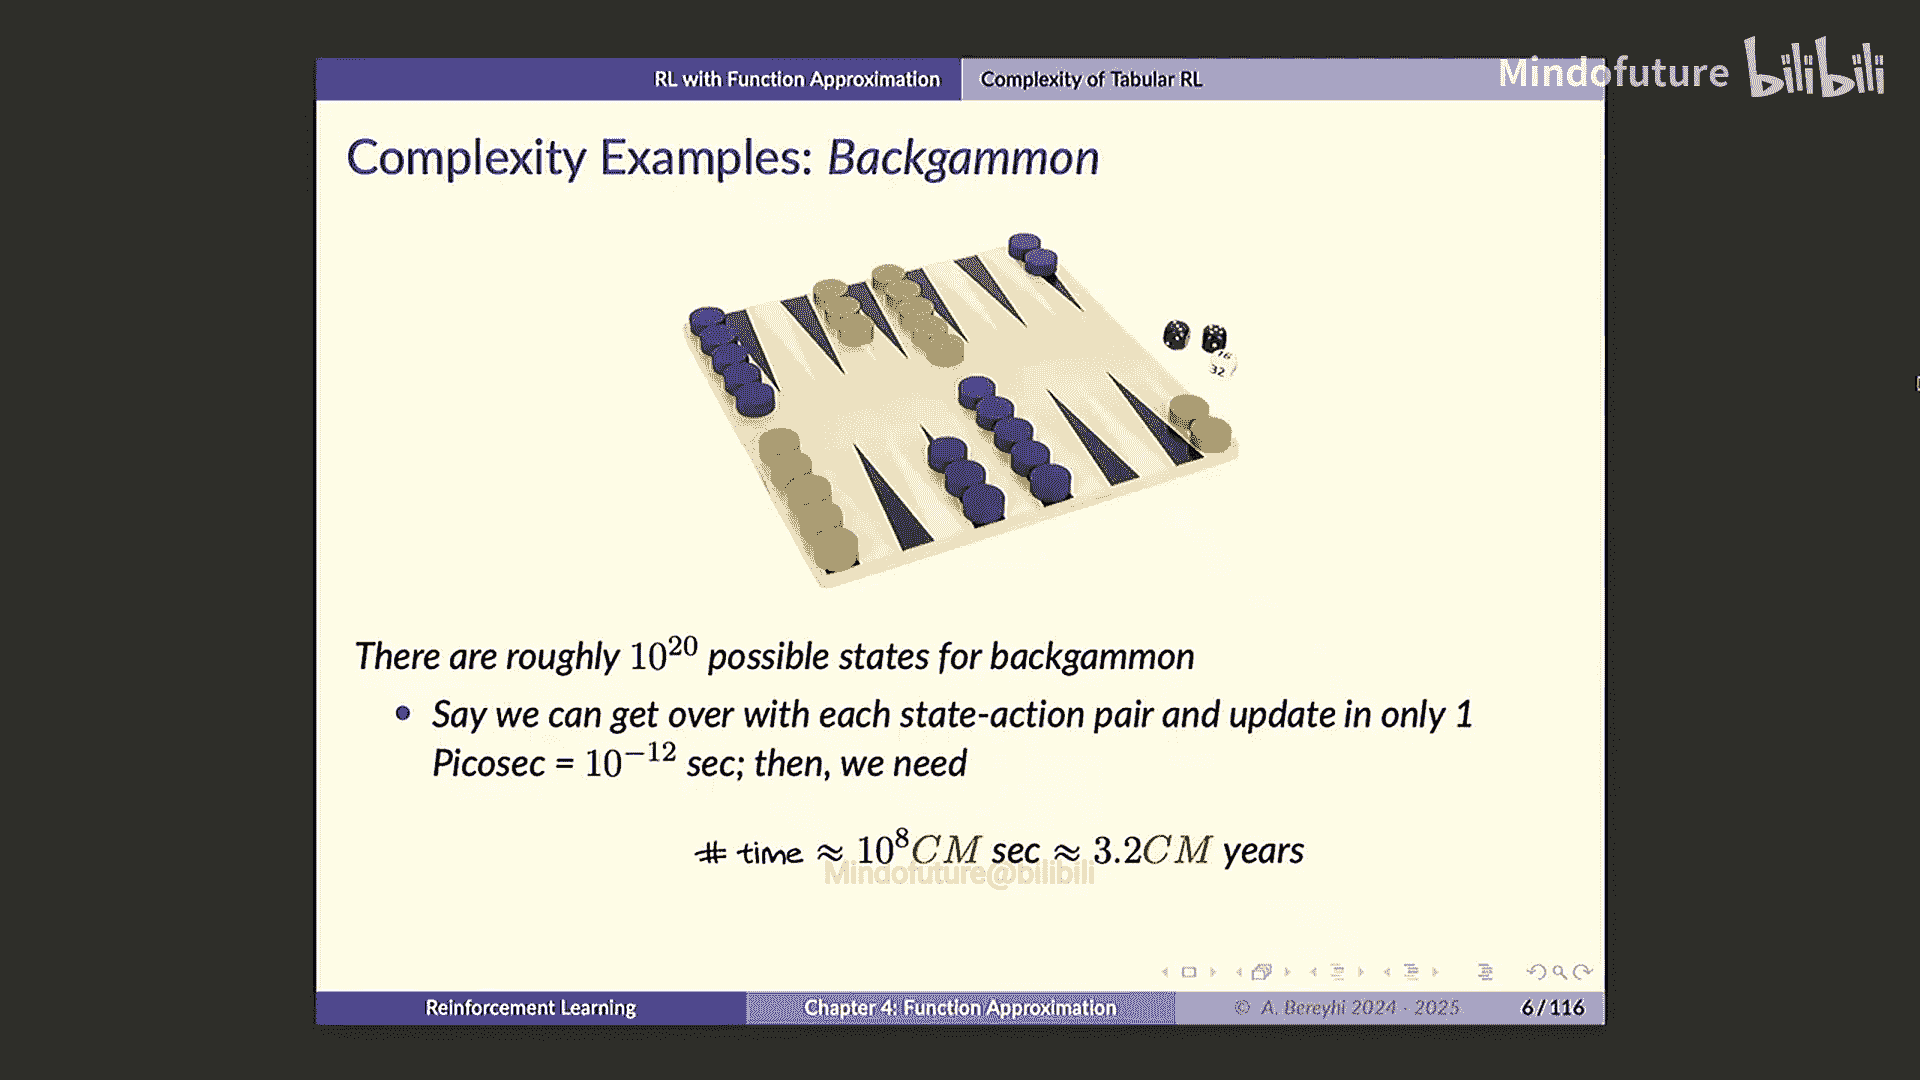 Mindofuture bilibili
RL with Function Approximation Complexity of Tabular RL
Complexity Examples: Backgammon
16
32
There are roughly 10^20 possible states for backgammon
• Say we can get over with each state-action pair and update in only 1
Picosec = 10^−12 sec; then, we need
# time ≈ 10^8 CM sec ≈ 3.2CM years
Mindofuture@bilibili
Reinforcement Learning Chapter 4: Function Approximation © A. Bereyhi 2024 - 2025 6 / 116